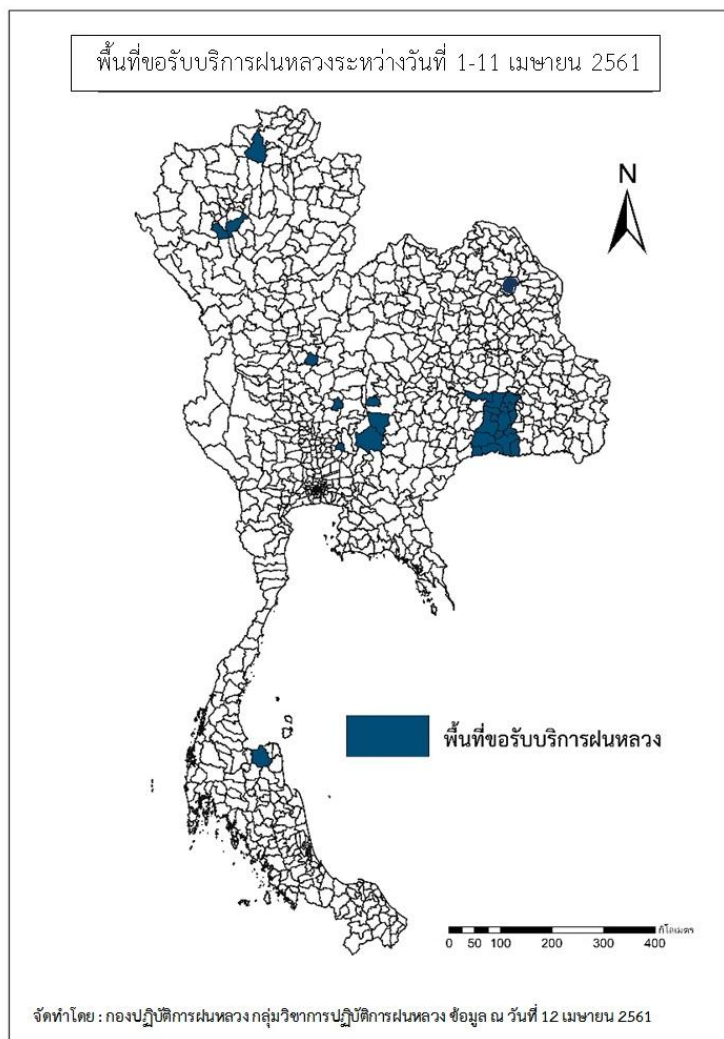 พื้นที่ขอรับบริการฝนหลวงระหว่างวันที่ 1-11 เมษายน 2561
N
พื้นที่ขอรับบริการฝนหลวง
กิโลเมตร
0 50 100 200 300 400
จัดทำโดย : กองปฏิบัติการฝนหลวง กลุ่มวิชาการปฏิบัติการฝนหลวง ข้อมูล ณ วันที่ 12 เมษายน 2561